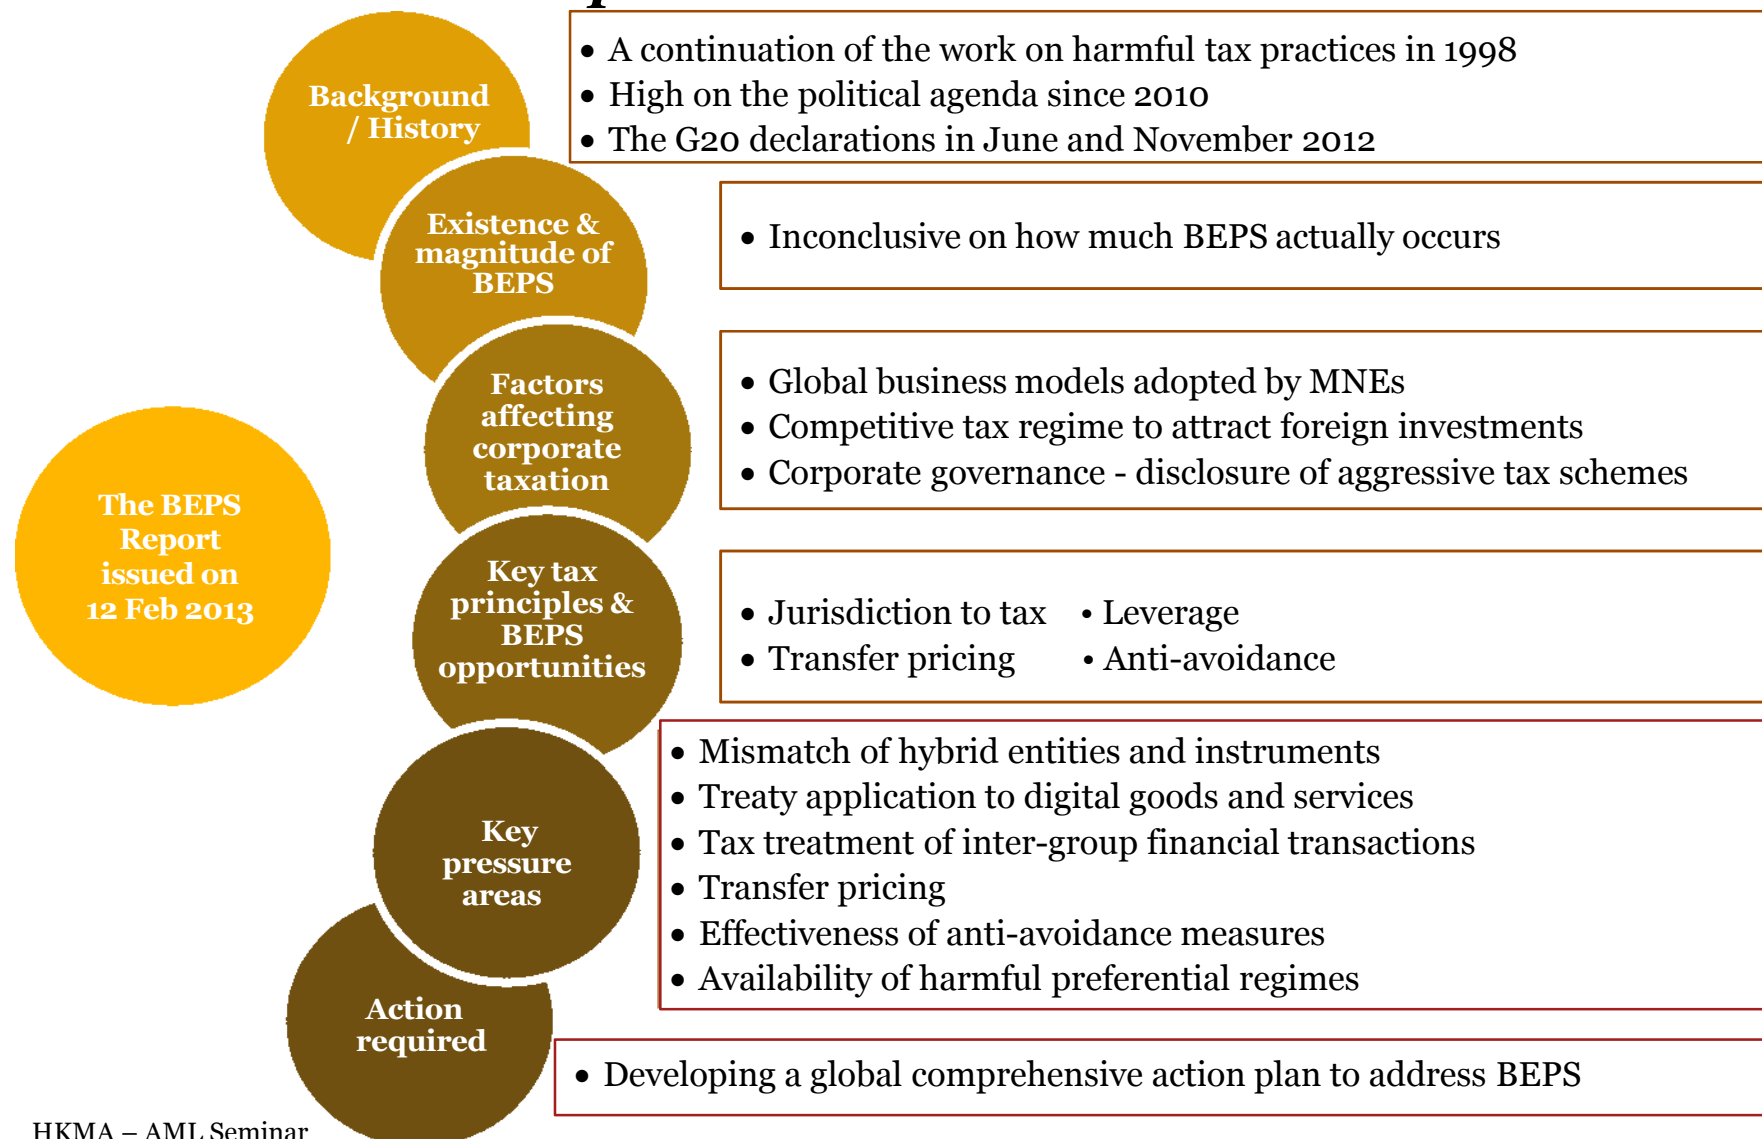 The BEPS
Report
issued on
12 Feb 2013
Background
/ History
• A continuation of the work on harmful tax practices in 1998
• High on the political agenda since 2010
• The G20 declarations in June and November 2012
Existence &
magnitude of
BEPS
• Inconclusive on how much BEPS actually occurs
Factors
affecting
corporate
taxation
• Global business models adopted by MNEs
• Competitive tax regime to attract foreign investments
• Corporate governance - disclosure of aggressive tax schemes
Key tax
principles &
BEPS
opportunities
• Jurisdiction to tax • Leverage
• Transfer pricing • Anti-avoidance
Key
pressure
areas
• Mismatch of hybrid entities and instruments
• Treaty application to digital goods and services
• Tax treatment of inter-group financial transactions
• Transfer pricing
• Effectiveness of anti-avoidance measures
• Availability of harmful preferential regimes
Action
required
• Developing a global comprehensive action plan to address BEPS
HKMA – AML Seminar